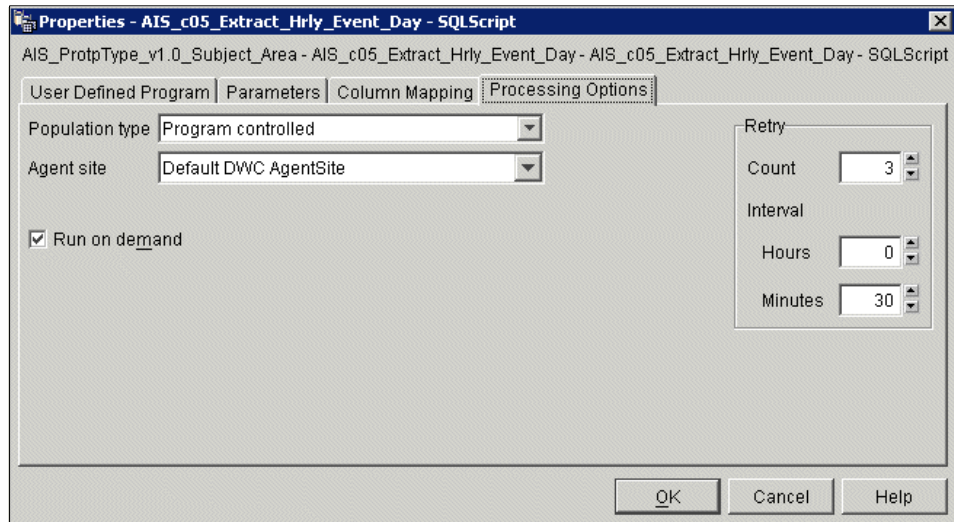 Properties - AIS_c05_Extract_Hrly_Event_Day - SQLScript
AIS_ProtpType_v1.0_Subject_Area - AIS_c05_Extract_Hrly_Event_Day - AIS_c05_Extract_Hrly_Event_Day - SQLScript
User Defined Program Parameters Column Mapping Processing Options
Population type Program controlled
Agent site Default DWC AgentSite
Run on demand
Retry
Count 3
Interval
Hours 0
Minutes 30
OK Cancel Help